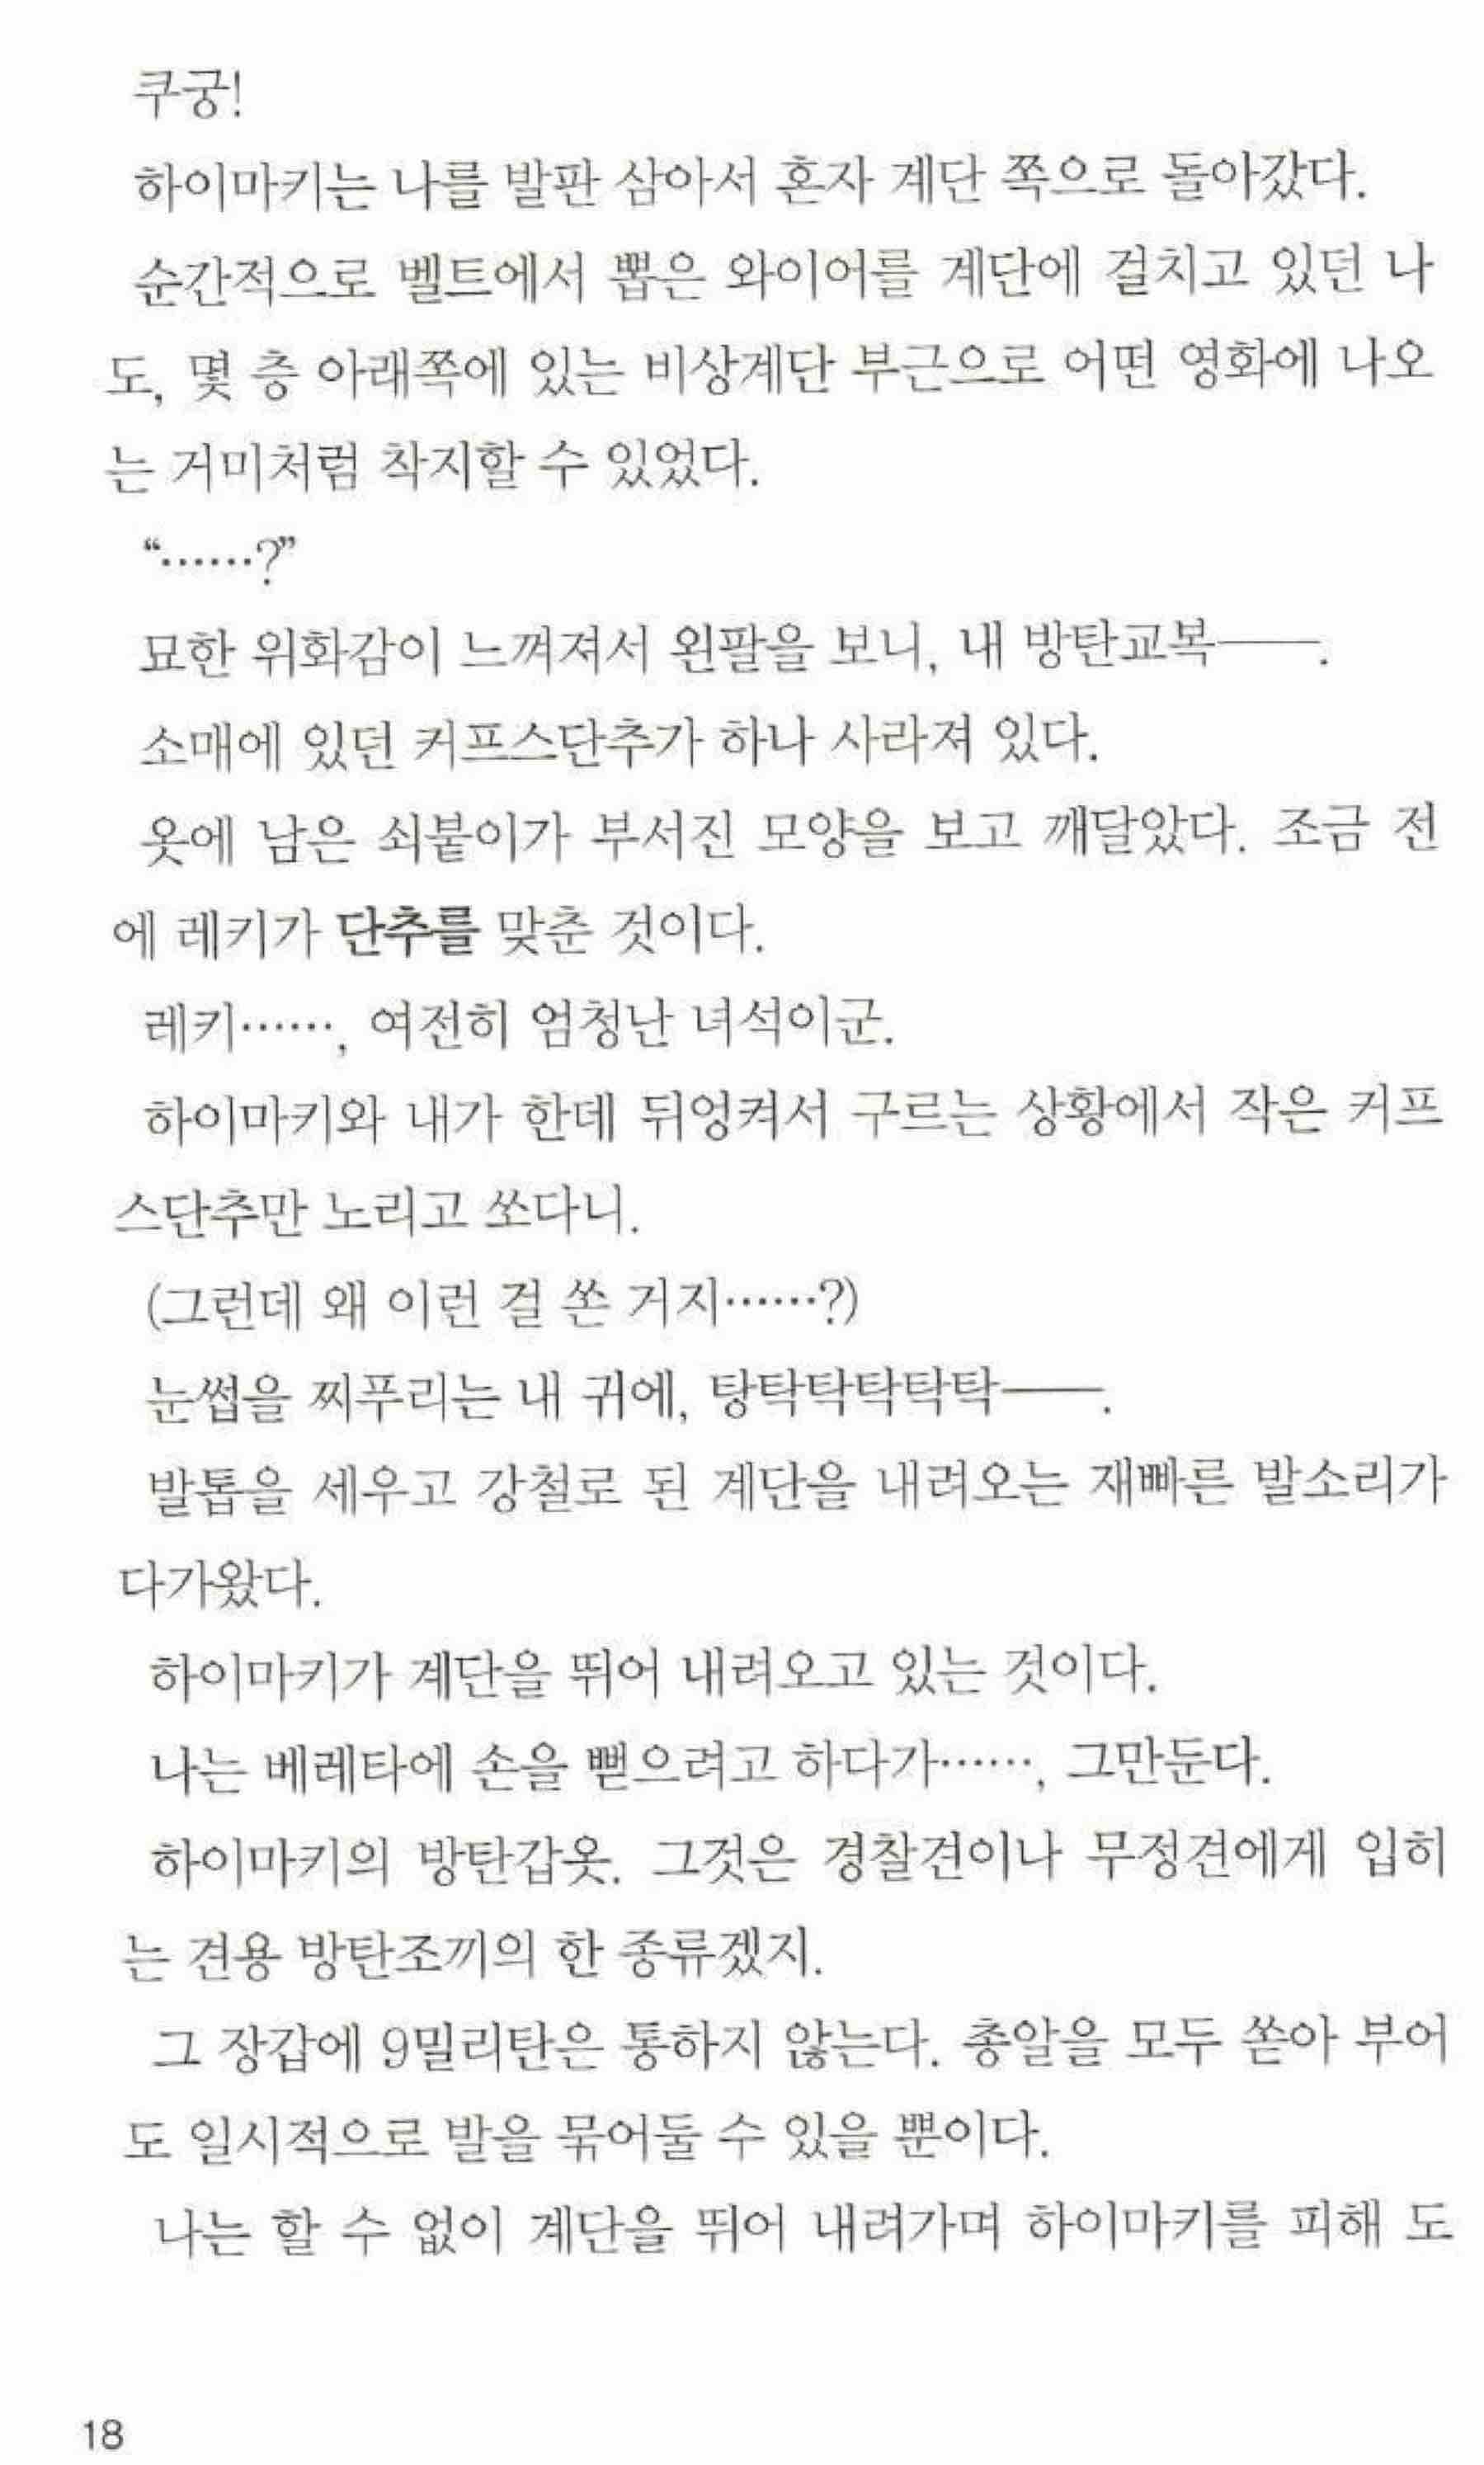 쿠궁!
하이마키는 나를 발판 삼아서 혼자 계단 쪽으로 돌아갔다.
순간적으로 벨트에서 뽑은 와이어를 계단에 걸치고 있던 나
도, 몇 층 아래쪽에 있는 비상계단 부근으로 어떤 영화에 나오
는 거미처럼 착지할 수 있었다.
“……?”
묘한 위화감이 느껴져서 왼팔을 보니, 내 방탄교복――.
소매에 있던 커프스단추가 하나 사라져 있다.
옷에 남은 쇠붙이가 부서진 모양을 보고 깨달았다. 조금 전
에 레키가 단추를 맞춘 것이다.
레키……, 여전히 엄청난 녀석이군.
하이마키와 내가 한데 뒤엉켜서 구르는 상황에서 작은 커프
스단추만 노리고 쏘다니.
(그런데 왜 이런 걸 쏜 거지……?)
눈썹을 찌푸리는 내 귀에, 탕탁탁탁탁탁――.
발톱을 세우고 강철로 된 계단을 내려오는 재빠른 발소리가
다가왔다.
하이마키가 계단을 뛰어 내려오고 있는 것이다.
나는 베레타에 손을 뻗으려고 하다가……, 그만둔다.
하이마키의 방탄갑옷. 그것은 경찰견이나 무정견에게 입히
는 견용 방탄조끼의 한 종류겠지.
그 장갑에 9밀리탄은 통하지 않는다. 총알을 모두 쏟아 부어
도 일시적으로 발을 묶어둘 수 있을 뿐이다.
나는 할 수 없이 계단을 뛰어 내려가며 하이마키를 피해 도
18